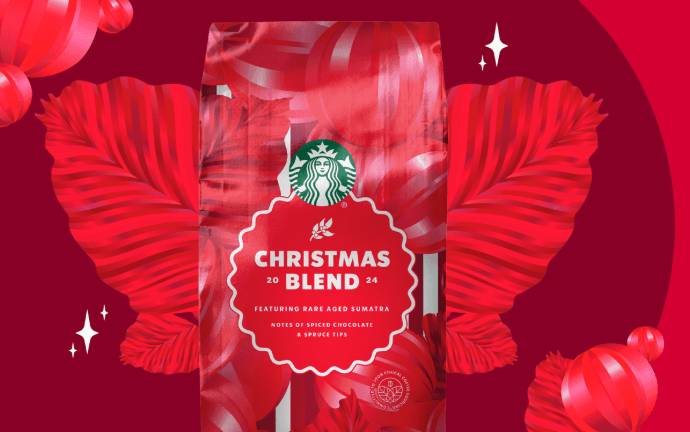 ®
CHRISTMAS
20 BLEND 24
FEATURING RARE AGED SUMATRA
NOTES OF SPICED CHOCOLATE
& SPRUCE TIPS